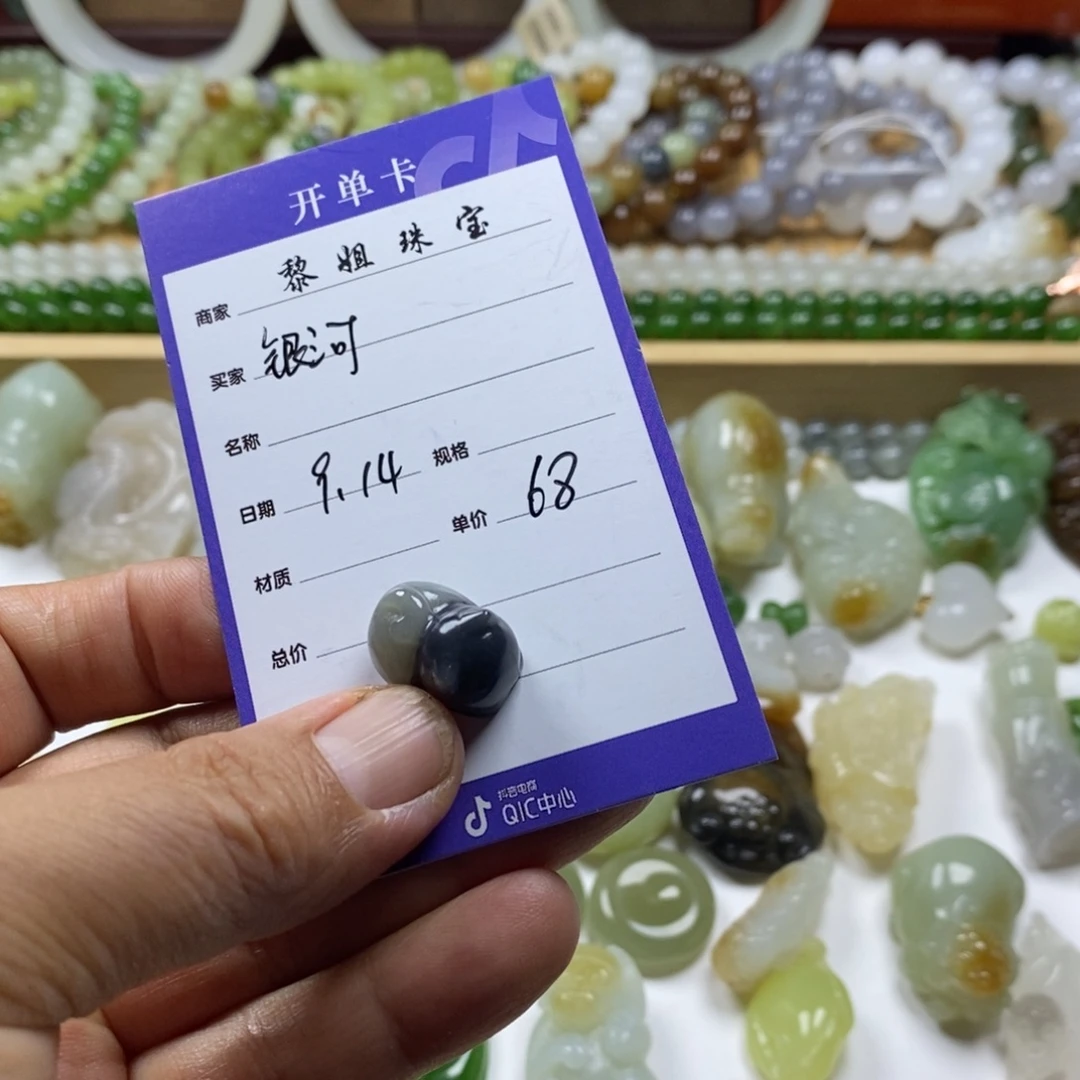 开单卡
商家 黎姐珠宝
买家 银河
名称
日期 9.14 规格
单价 68
材质
总价
抖音电商
QIC中心